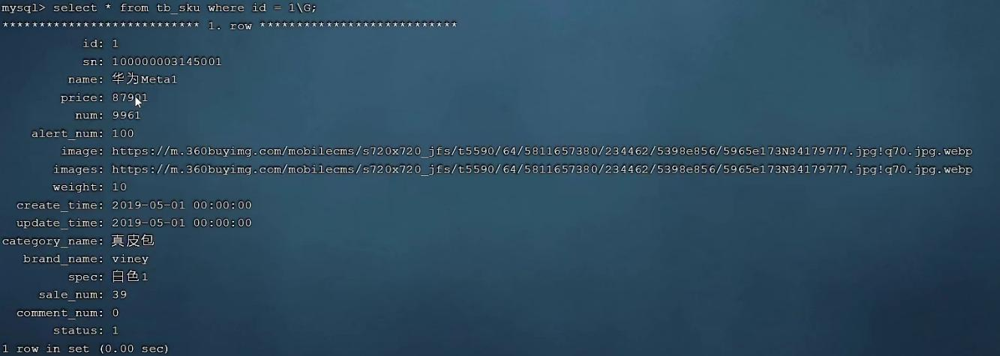 mysql> select * from tb_sku where id = 1\G;
*************************** 1. row ***************************
id: 1
sn: 100000003145001
name: 华为Meta1
price: 87901
num: 9961
alert_num: 100
image: https://m.360buyimg.com/mobilecms/s720x720_jfs/t5590/64/5811657380/234462/5398e856/5965e173N34179777.jpg!q70.jpg.webp
images: https://m.360buyimg.com/mobilecms/s720x720_jfs/t5590/64/5811657380/234462/5398e856/5965e173N34179777.jpg!q70.jpg.webp
weight: 10
create_time: 2019-05-01 00:00:00
update_time: 2019-05-01 00:00:00
category_name: 真皮包
brand_name: viney
spec: 白色1
sale_num: 39
comment_num: 0
status: 1
1 row in set (0.00 sec)